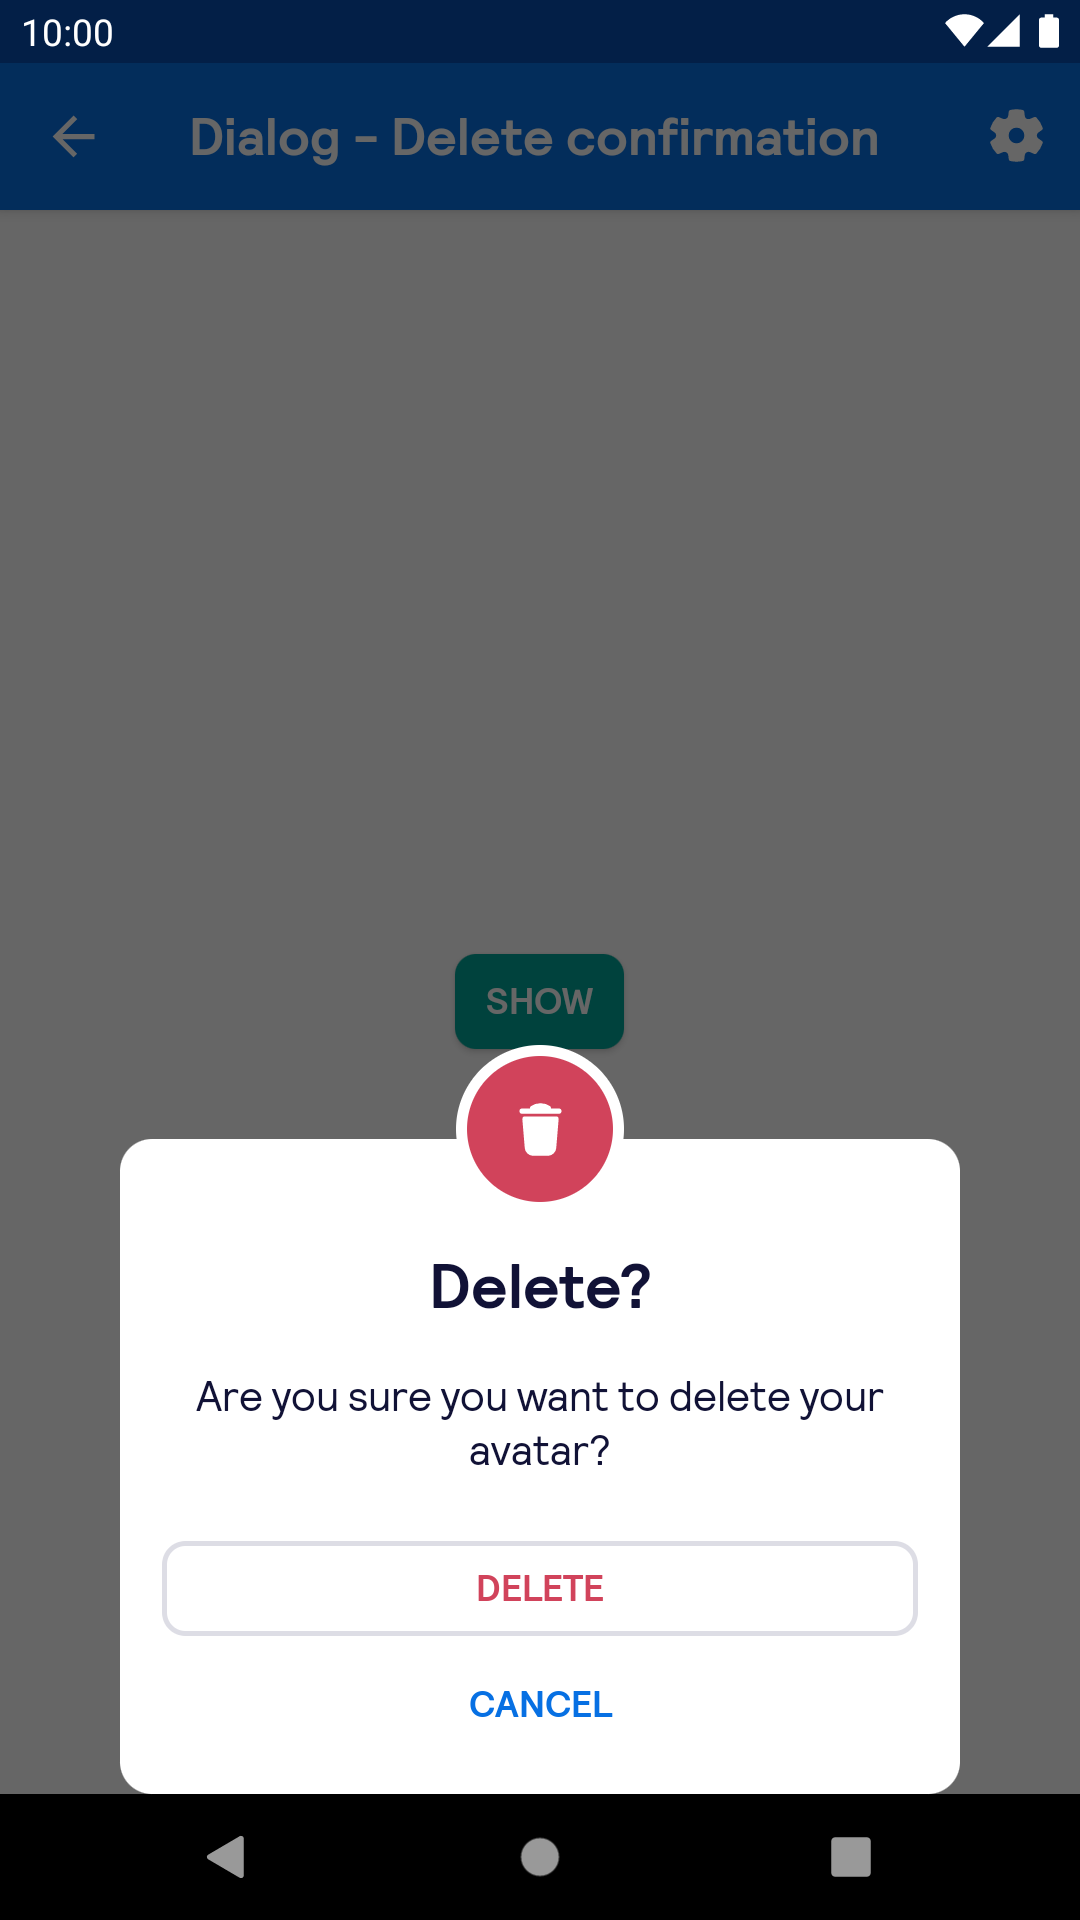 10:00
Dialog - Delete confirmation
SHOW
Delete?
Are you sure you want to delete your
avatar?
DELETE
CANCEL